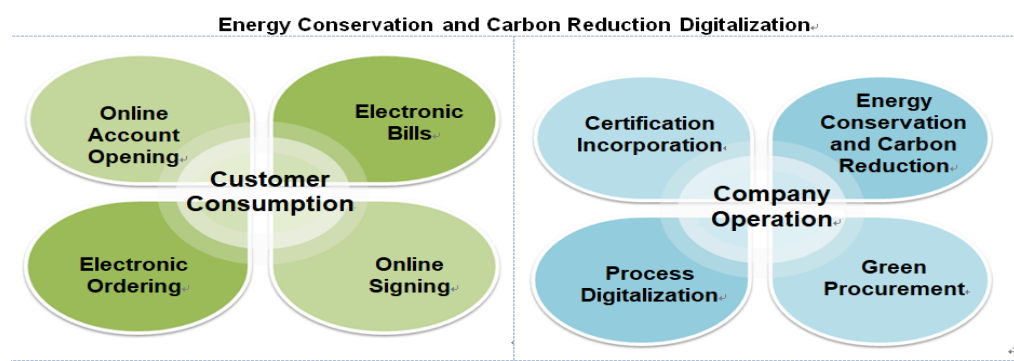 Energy Conservation and Carbon Reduction Digitalization
Online
Account
Opening
Electronic
Bills
Customer
Consumption
Electronic
Ordering
Online
Signing
Certification
Incorporation
Energy
Conservation
and Carbon
Reduction
Company
Operation
Process
Digitalization
Green
Procurement